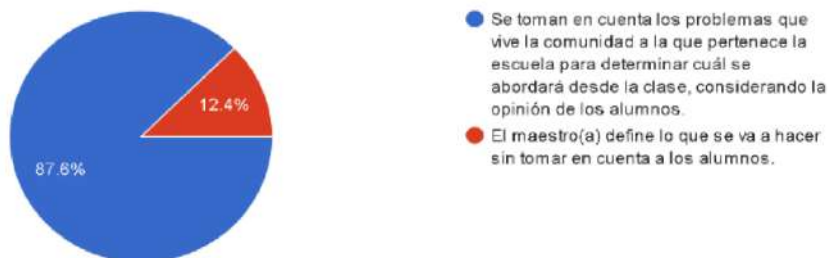 Se toman en cuenta los problemas que
vive la comunidad a la que pertenece la
escuela para determinar cuál se
abordará desde la clase, considerando la
opinión de los alumnos.
El maestro(a) define lo que se va a hacer
sin tomar en cuenta a los alumnos.
12.4%
87.6%